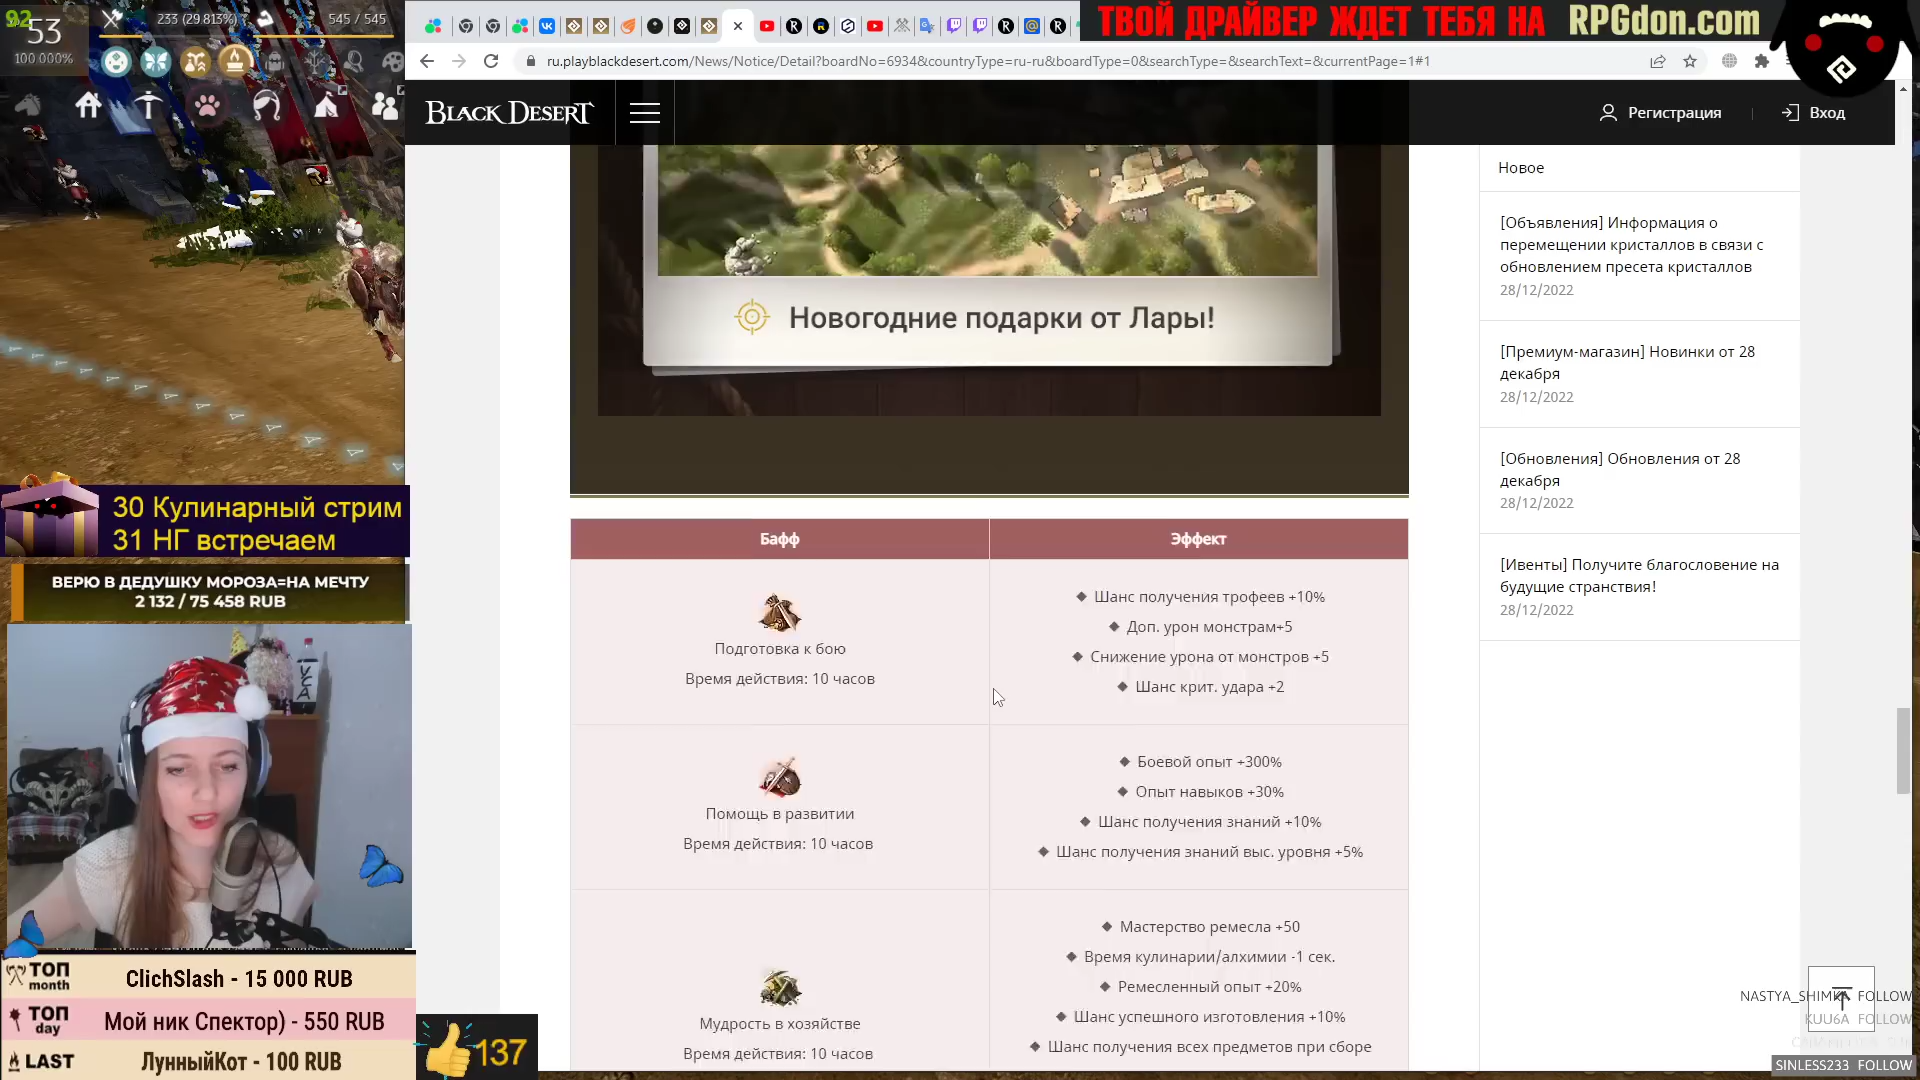 92
53
100.000%
233 (29.813%)
545 / 545
ТВОЙ ДРАЙВЕР ЖДЕТ ТЕБЯ НА RPGdon.com
ru.playblackdesert.com/News/Notice/Detail?boardNo=6934&countryType=ru-ru&boardType=0&searchType=&searchText=&currentPage=1#1
BLACK DESERT
Регистрация
Вход
Новогодние подарки от Лары!
Новое
[Объявления] Информация о
перемещении кристаллов в связи с
обновлением пресета кристаллов
28/12/2022
[Премиум-магазин] Новинки от 28
декабря
28/12/2022
[Обновления] Обновления от 28
декабря
28/12/2022
[Ивенты] Получите благословение на
будущие странствия!
28/12/2022
Бафф
Эффект
Подготовка к бою
Время действия: 10 часов
Шанс получения трофеев +10%
Доп. урон монстрам+5
Снижение урона от монстров +5
Шанс крит. удара +2
Помощь в развитии
Время действия: 10 часов
Боевой опыт +300%
Опыт навыков +30%
Шанс получения знаний +10%
Шанс получения знаний выс. уровня +5%
Мудрость в хозяйстве
Время действия: 10 часов
Мастерство ремесла +50
Время кулинарии/алхимии -1 сек.
Ремесленный опыт +20%
Шанс успешного изготовления +10%
Шанс получения всех предметов при сборе
30 Кулинарный стрим
31 НГ встречаем
ВЕРЮ В ДЕДУШКУ МОРОЗА=НА МЕЧТУ
2 132 / 75 458 RUB
ТОП month
ClichSlash - 15 000 RUB
ТОП day
Мой ник Спектор) - 550 RUB
LAST
ЛунныйКот - 100 RUB
137
FOLLOW
KUU6A FOLLOW
SINLESS233 FOLLOW